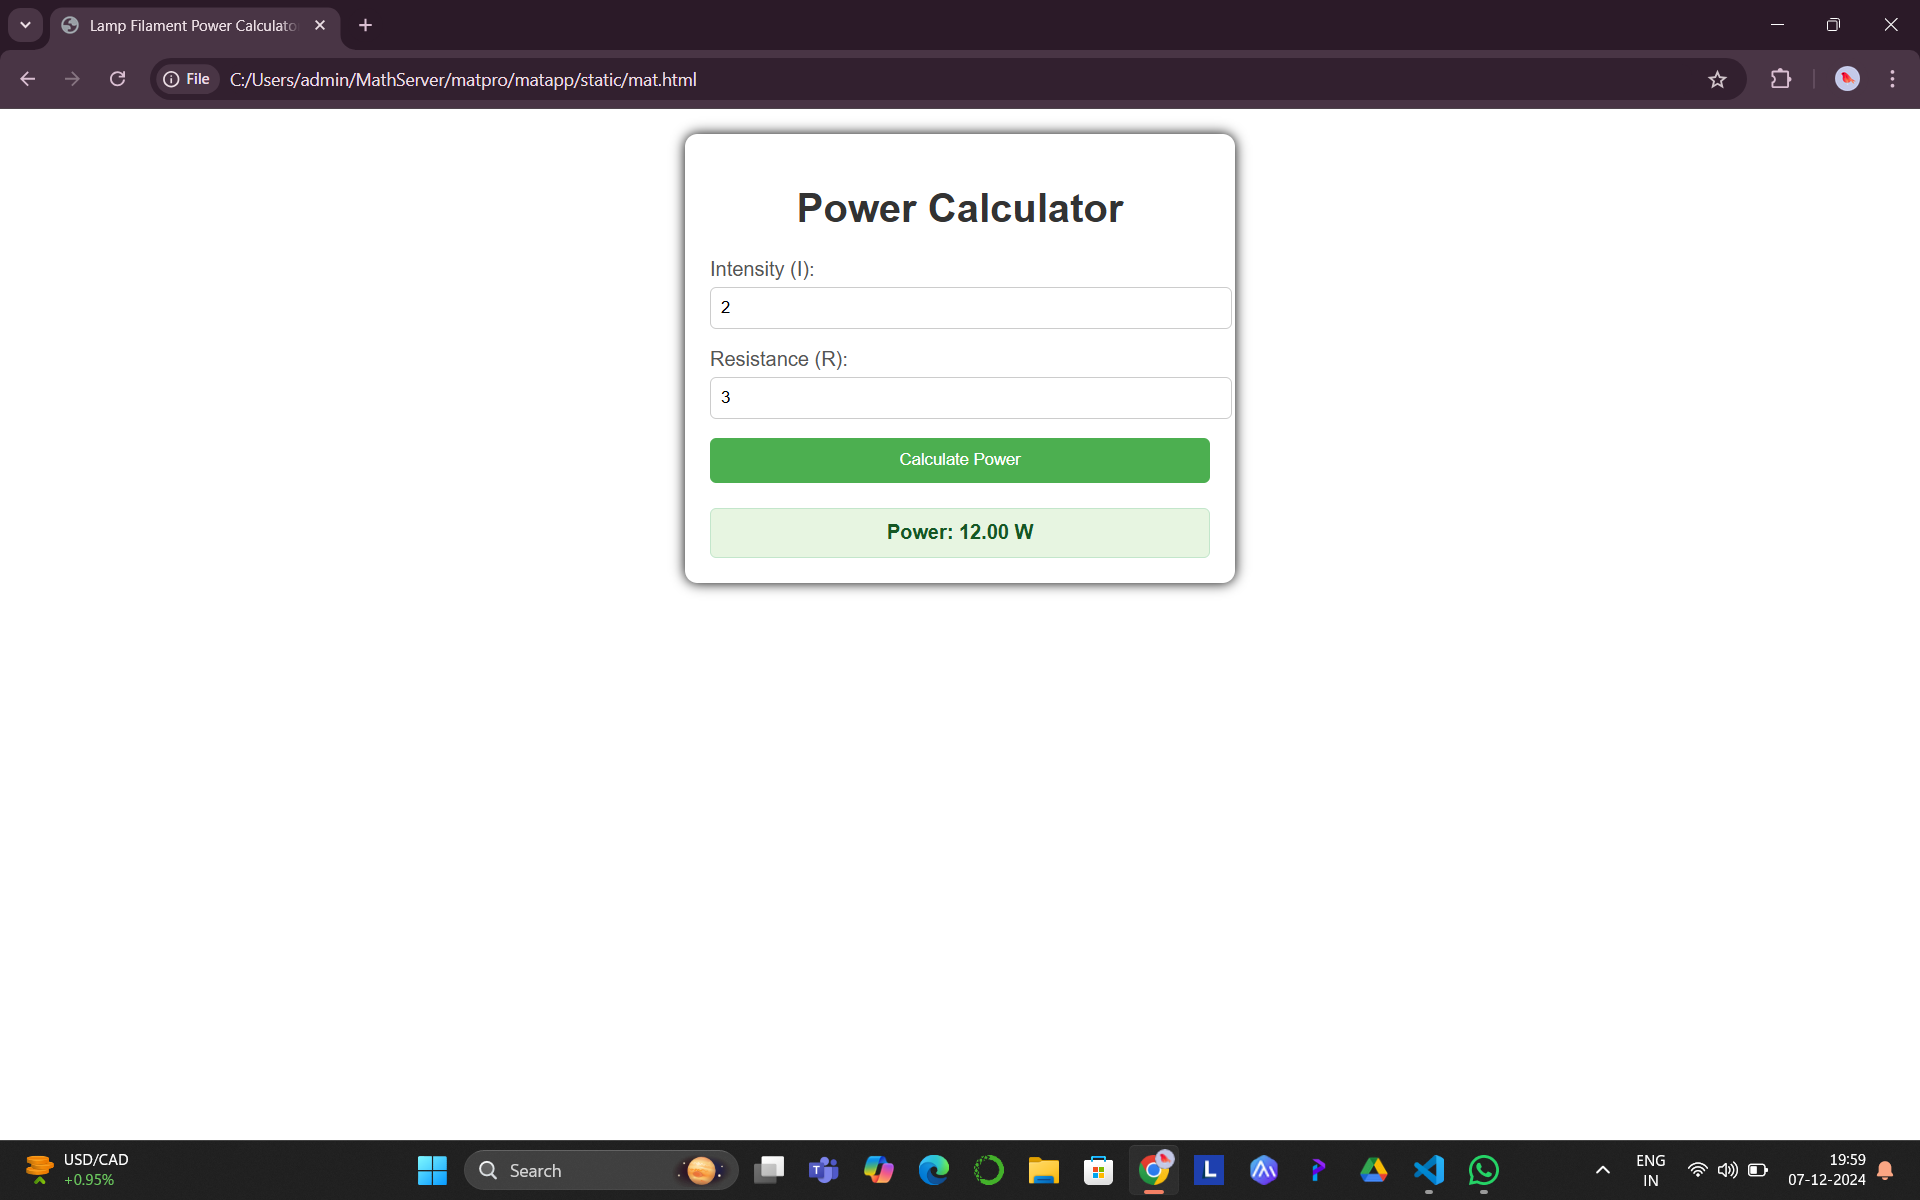 Lamp Filament Power Calculato
File
C:/Users/admin/MathServer/matpro/matapp/static/mat.html
Power Calculator
Intensity (I):
2
Resistance (R):
3
Calculate Power
Power: 12.00 W
USD/CAD
+0.95%
Search
T
L
ENG
IN
19:59
07-12-2024